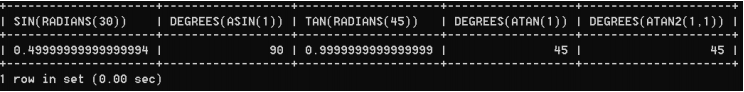 +-------------------------+------------------+--------------------+------------------+---------------------+
| SIN(RADIANS(30)) | DEGREES(ASIN(1)) | TAN(RADIANS(45)) | DEGREES(ATAN(1)) | DEGREES(ATAN2(1,1)) |
+-------------------------+------------------+--------------------+------------------+---------------------+
| 0.49999999999999994 | 90 | 0.9999999999999999 | 45 | 45 |
+-------------------------+------------------+--------------------+------------------+---------------------+
1 row in set (0.00 sec)